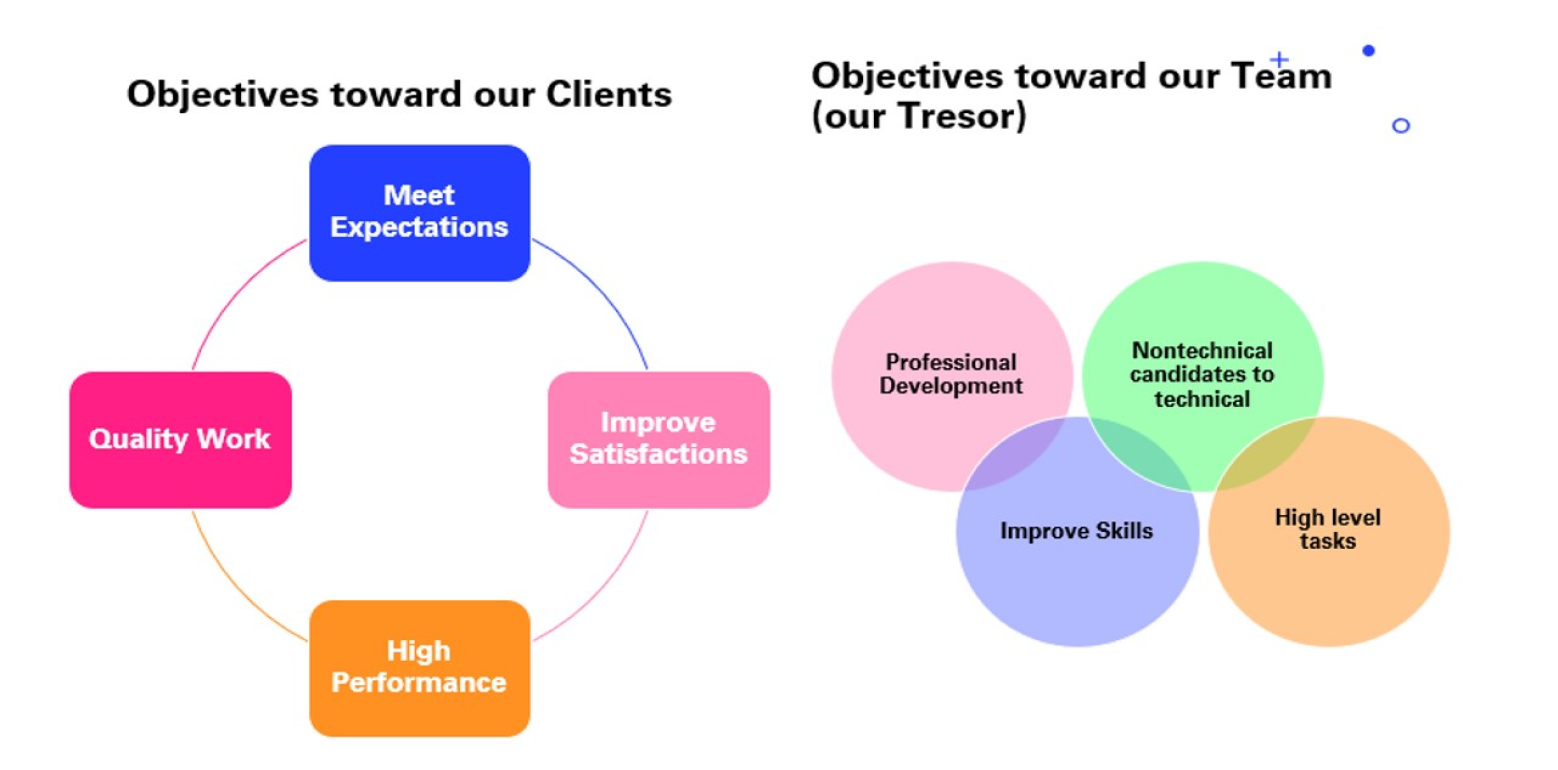 Objectives toward our Clients
Meet
Expectations
Quality Work
Improve
Satisfactions
High
Performance
Objectives toward our Team
(our Tresor)
Professional
Development
Nontechnical
candidates to
technical
Improve Skills
High level
tasks